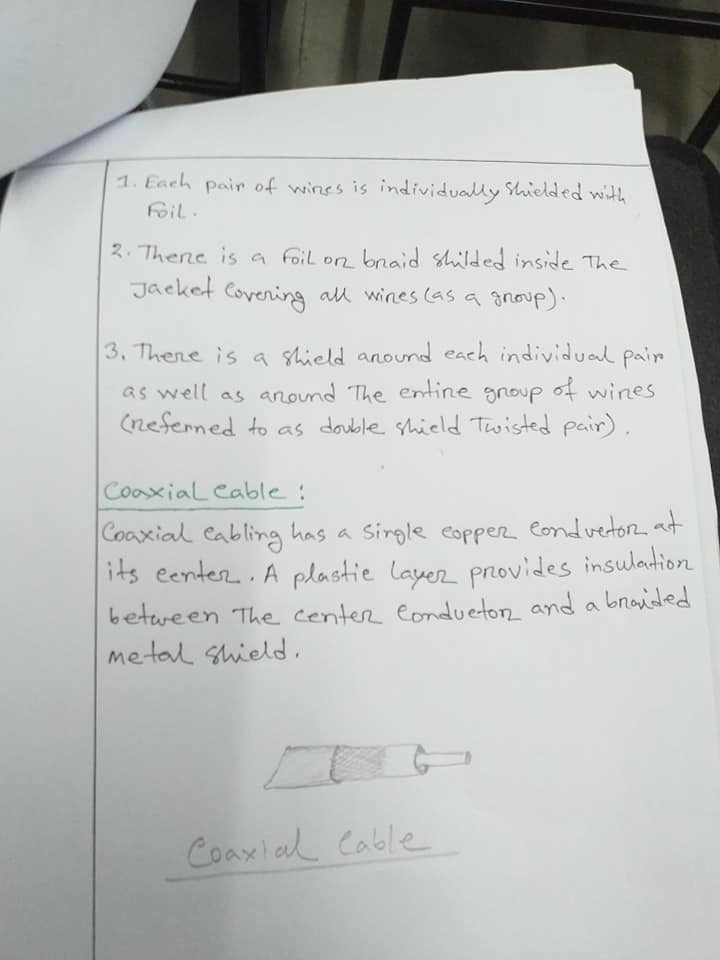 1. Each pair of wires is individually shielded with
Foil.
2. There is a foil or braid shilded inside The
Jacket Covering all wires (as a group).
3. There is a shield around each individual pair
as well as around The entire group of wires
(referred to as double shield Twisted pair).
Coaxial Cable :
Coaxial Cabling has a single copper conductor at
its center. A plastic layer provides insulation
between The center Conductor and a braided
metal shield.
Coaxial Cable